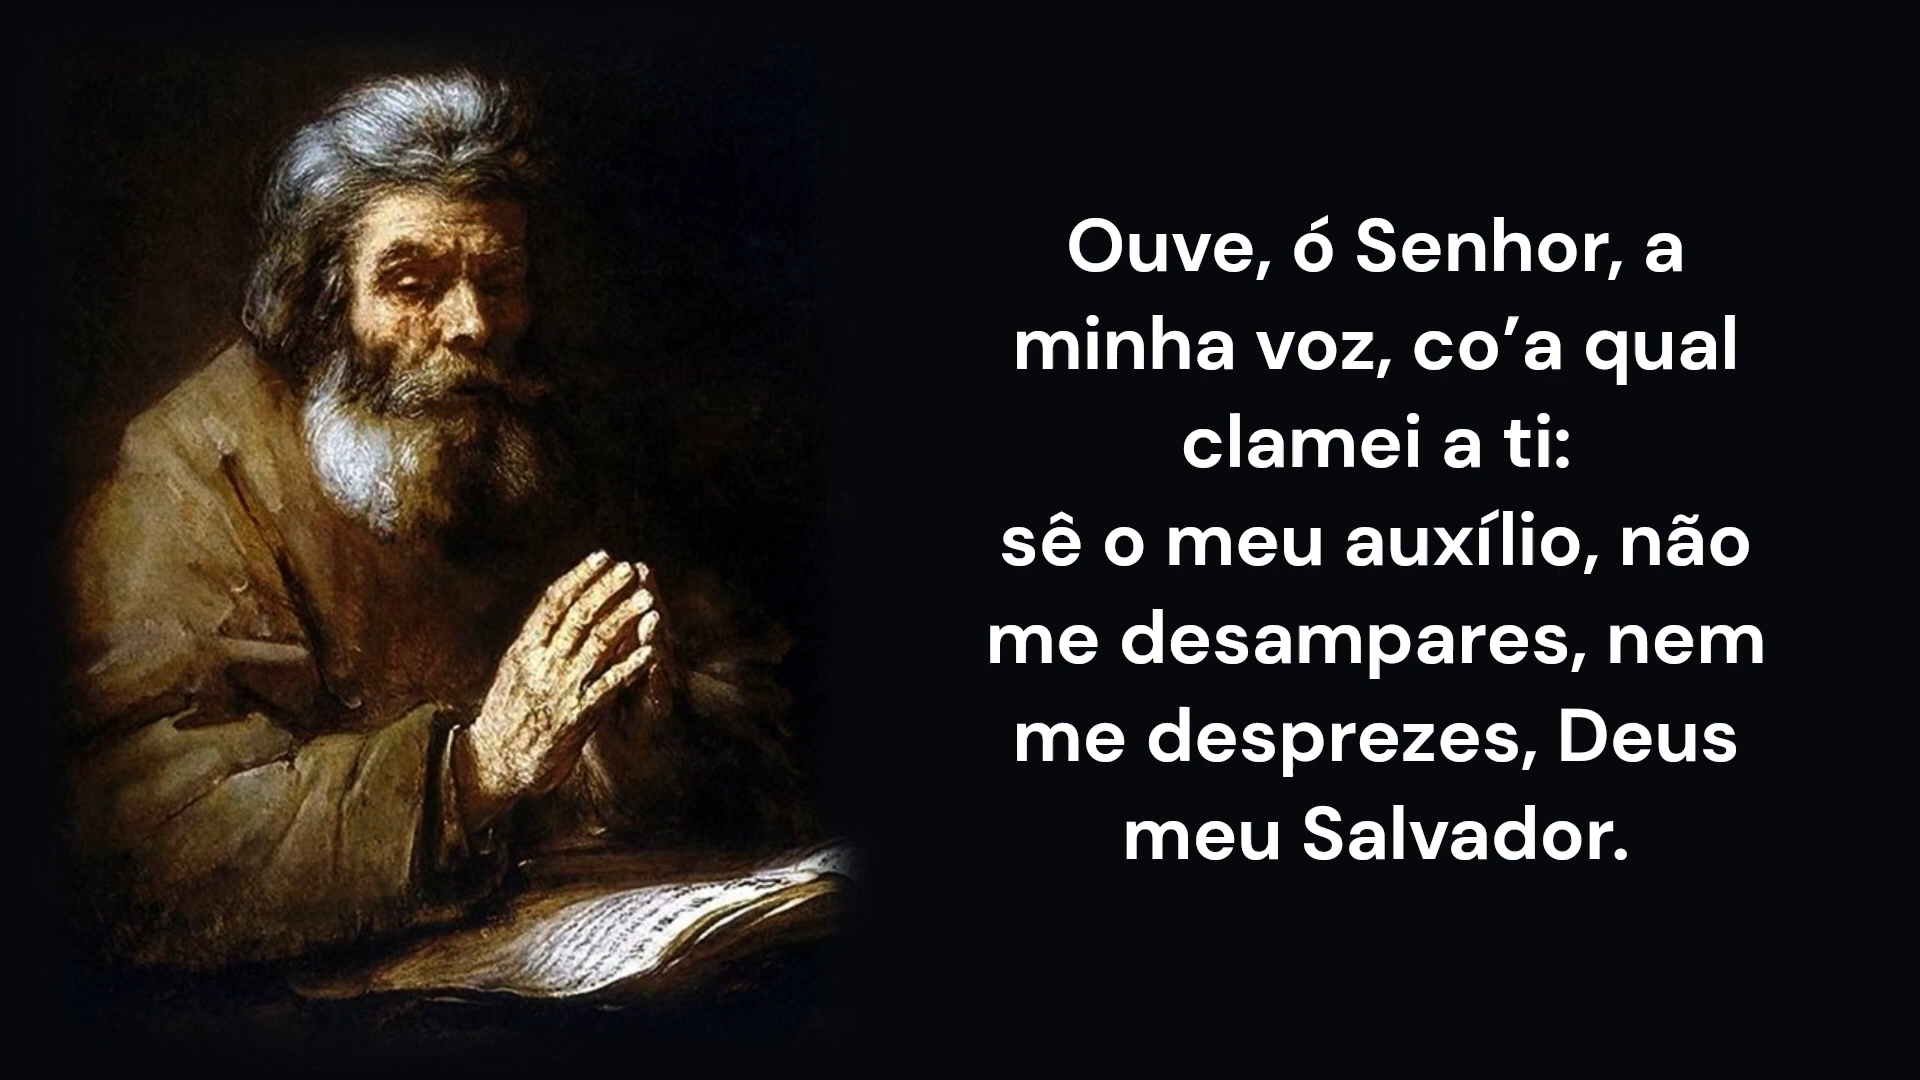 Ouve, ó Senhor, a
minha voz, co’a qual
clamei a ti:
sê o meu auxílio, não
me desampares, nem
me desprezes, Deus
meu Salvador.